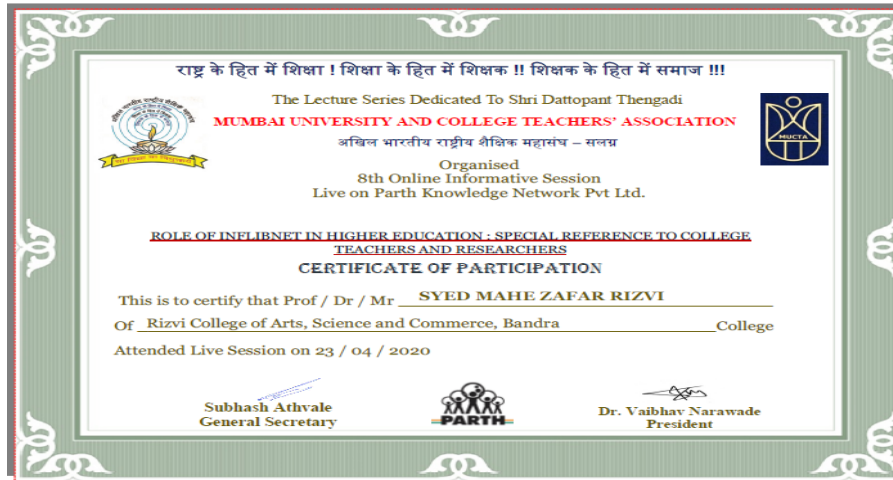 राष्ट्र के हित में शिक्षा ! शिक्षा के हित में शिक्षक !! शिक्षक के हित में समाज !!!
The Lecture Series Dedicated To Shri Dattopant Thengadi
MUMBAI UNIVERSITY AND COLLEGE TEACHERS' ASSOCIATION
अखिल भारतीय राष्ट्रीय शैक्षिक महासंघ – सलग्न
MUCTA
Organised
8th Online Informative Session
Live on Parth Knowledge Network Pvt Ltd.
ROLE OF INFLIBNET IN HIGHER EDUCATION : SPECIAL REFERENCE TO COLLEGE
TEACHERS AND RESEARCHERS
CERTIFICATE OF PARTICIPATION
This is to certify that Prof / Dr / Mr SYED MAHE ZAFAR RIZVI
Of Rizvi College of Arts, Science and Commerce, Bandra College
Attended Live Session on 23 / 04 / 2020
Subhash Athvale
General Secretary
PARTH
Dr. Vaibhav Narawade
President